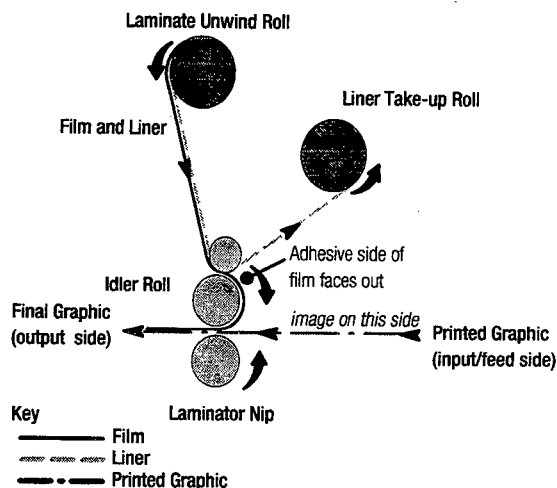 Laminate Unwind Roll
Liner Take-up Roll
Film and Liner
Adhesive side of
film faces out
Idler Roll
Final Graphic
(output side)
image on this side
Printed Graphic
(input/feed side)
Laminator Nip
Key
Film
Liner
Printed Graphic